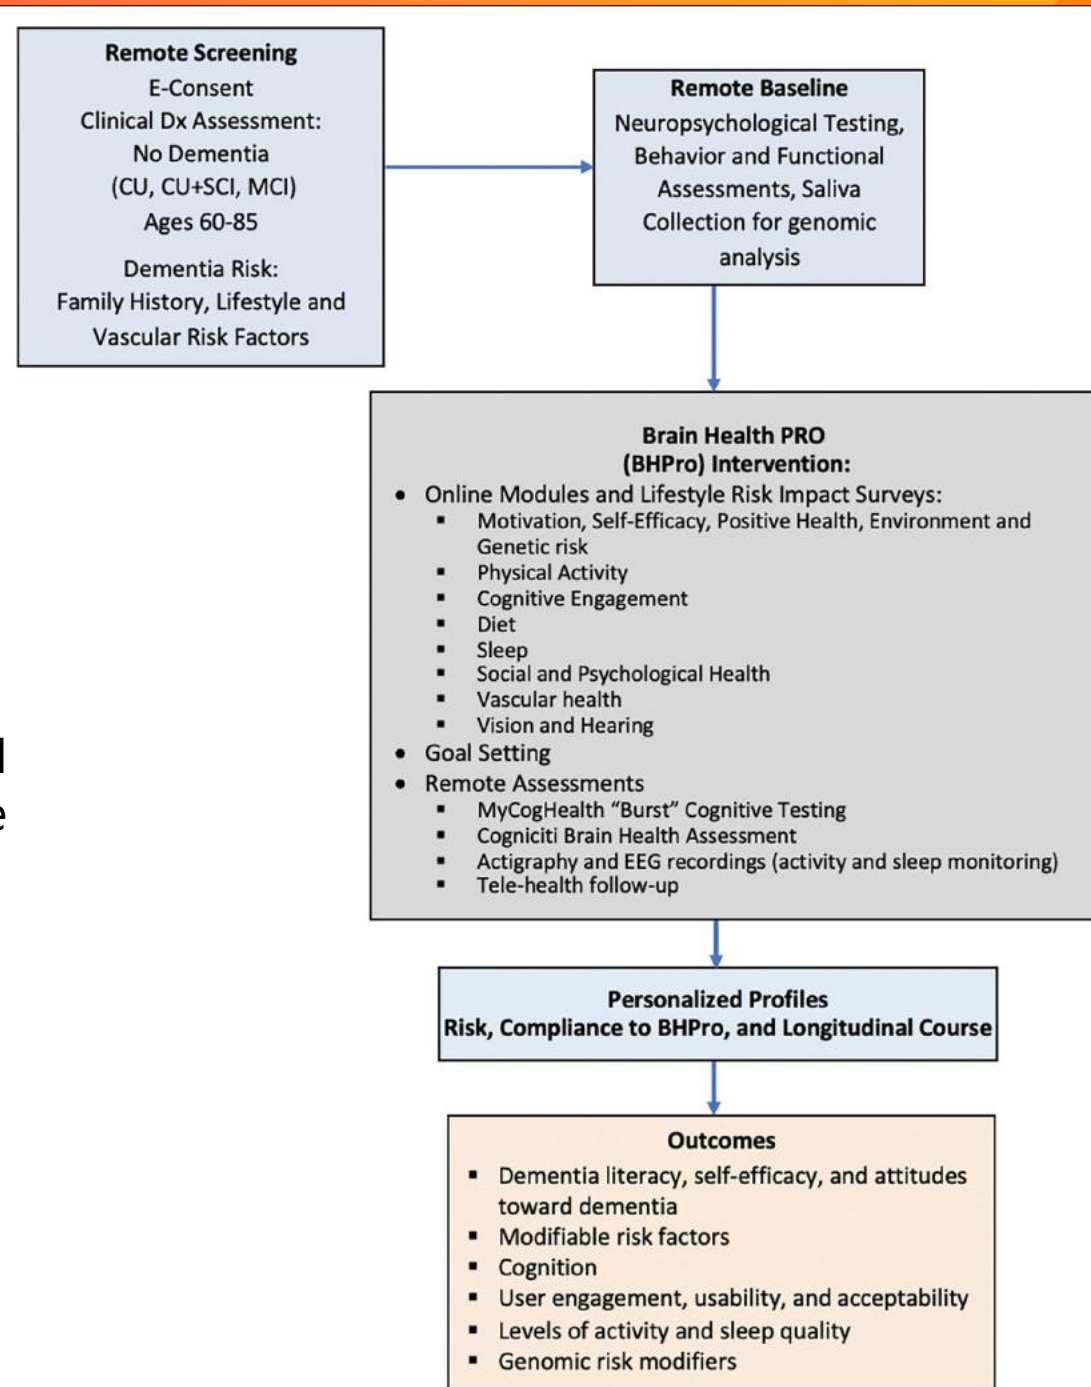 Remote Screening
E-Consent
Clinical Dx Assessment:
No Dementia
(CU, CU+SCI, MCI)
Ages 60-85
Dementia Risk:
Family History, Lifestyle and
Vascular Risk Factors
Remote Baseline
Neuropsychological Testing,
Behavior and Functional
Assessments, Saliva
Collection for genomic
analysis
Brain Health PRO
(BHPro) Intervention:
• Online Modules and Lifestyle Risk Impact Surveys:
▪ Motivation, Self-Efficacy, Positive Health, Environment and
Genetic risk
▪ Physical Activity
▪ Cognitive Engagement
▪ Diet
▪ Sleep
▪ Social and Psychological Health
▪ Vascular health
▪ Vision and Hearing
• Goal Setting
• Remote Assessments
▪ MyCogHealth “Burst” Cognitive Testing
▪ Cogniciti Brain Health Assessment
▪ Actigraphy and EEG recordings (activity and sleep monitoring)
▪ Tele-health follow-up
Personalized Profiles
Risk, Compliance to BHPro, and Longitudinal Course
Outcomes
▪ Dementia literacy, self-efficacy, and attitudes
toward dementia
▪ Modifiable risk factors
▪ Cognition
▪ User engagement, usability, and acceptability
▪ Levels of activity and sleep quality
▪ Genomic risk modifiers